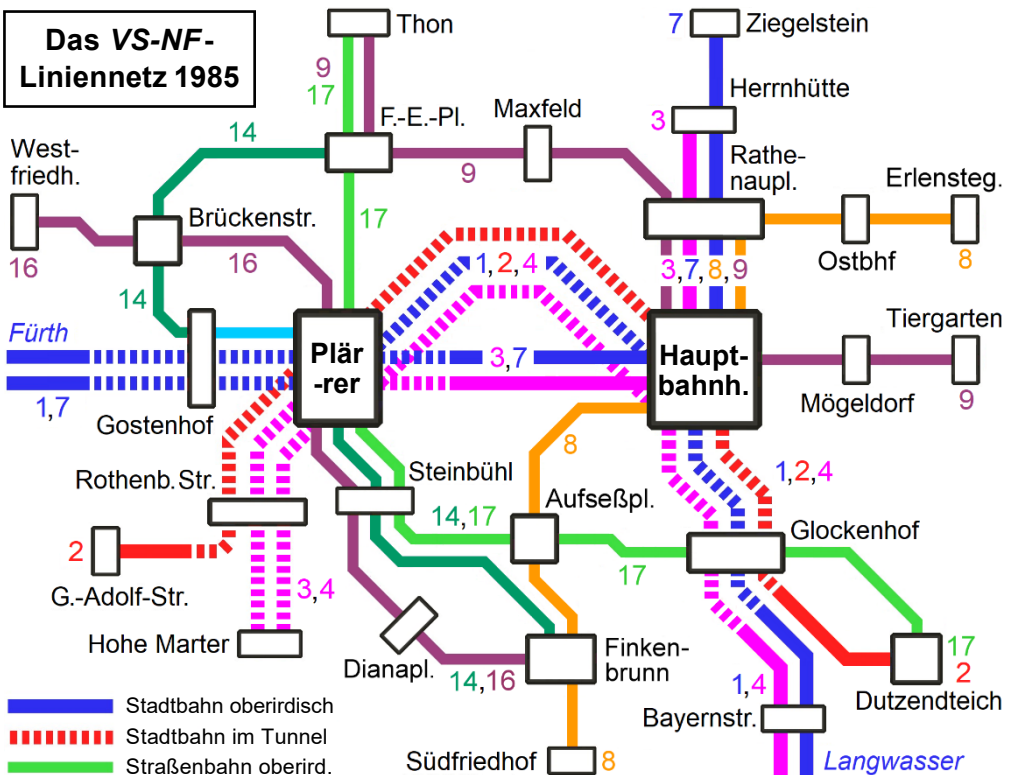 Das VS-NF-
Liniennetz 1985
Thon
9
17
F.-E.-Pl.
Maxfeld
9
7
Ziegelstein
Herrnhütte
3
Rathe-
naupl.
Erlensteg.
Ostbhf
8
14
West-
friedh.
16
Brückenstr.
16
17
14
1,2,4
3,7,8,9
Fürth
1,7
Gostenhof
Plär
-rer
3,7
Haupt-
bahnh.
Tiergarten
Mögeldorf
9
8
Rothenb.Str.
Steinbühl
14,17
Aufseßpl.
1,2,4
Glockenhof
17
2
G.-Adolf-Str.
3,4
Hohe Marter
Dianapl.
14,16
Finken-
brunn
17
2
Dutzendteich
1,4
Bayernstr.
Südfriedhof
8
Langwasser
Stadtbahn oberirdisch
Stadtbahn im Tunnel
Straßenbahn oberird.